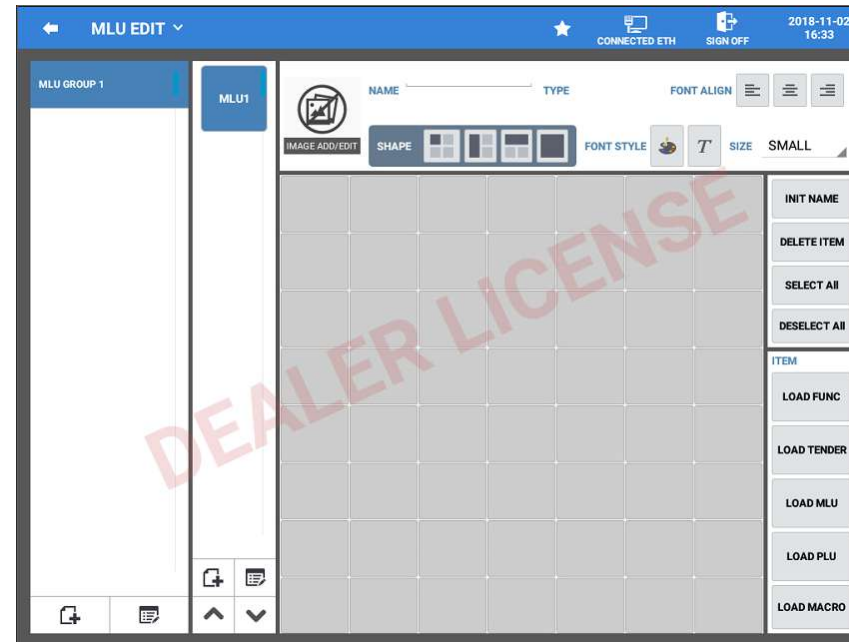 MLU EDIT
CONNECTED ETH
SIGN OFF
2018-11-02
16:33
MLU GROUP 1
MLU1
IMAGE ADD/EDIT
NAME
TYPE
FONT ALIGN
SHAPE
FONT STYLE
T
SIZE
SMALL
INIT NAME
DELETE ITEM
SELECT All
DESELECT All
ITEM
LOAD FUNC
LOAD TENDER
LOAD MLU
LOAD PLU
LOAD MACRO
DEALER LICENSE